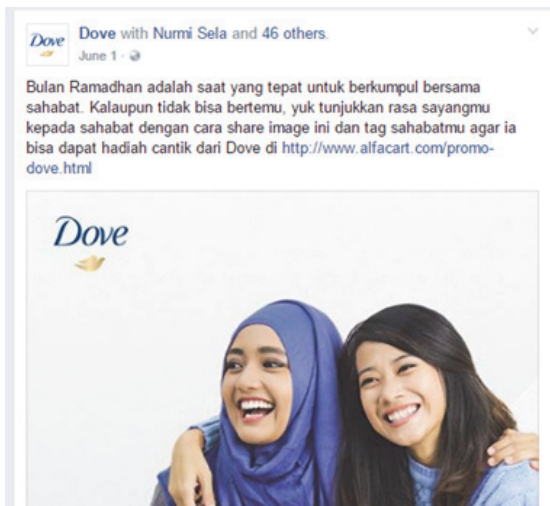 Dove
Dove with Nurmi Sela and 46 others.
June 1 ·
Bulan Ramadhan adalah saat yang tepat untuk berkumpul bersama
sahabat. Kalaupun tidak bisa bertemu, yuk tunjukkan rasa sayangmu
kepada sahabat dengan cara share image ini dan tag sahabatmu agar ia
bisa dapat hadiah cantik dari Dove di http://www.alfacart.com/promo-
dove.html
Dove